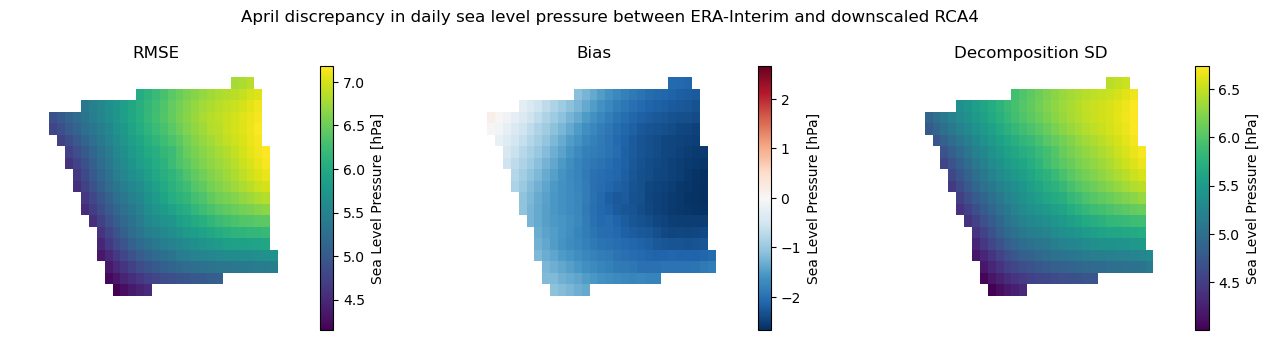 April discrepancy in daily sea level pressure between ERA-Interim and downscaled RCA4
RMSE
7.0
6.5
6.0
5.5
5.0
4.5
Sea Level Pressure [hPa]
Bias
2
1
0
−1
−2
Sea Level Pressure [hPa]
Decomposition SD
6.5
6.0
5.5
5.0
4.5
Sea Level Pressure [hPa]